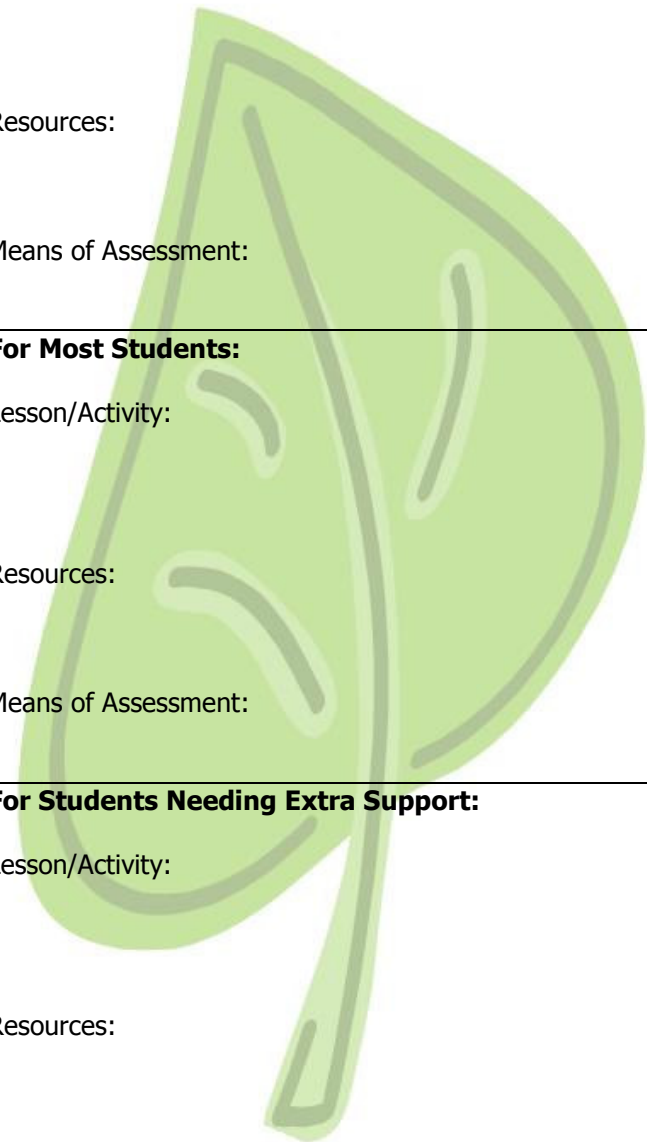 Resources:
Means of Assessment:
For Most Students:
Lesson/Activity:
Resources:
Means of Assessment:
For Students Needing Extra Support:
Lesson/Activity:
Resources: